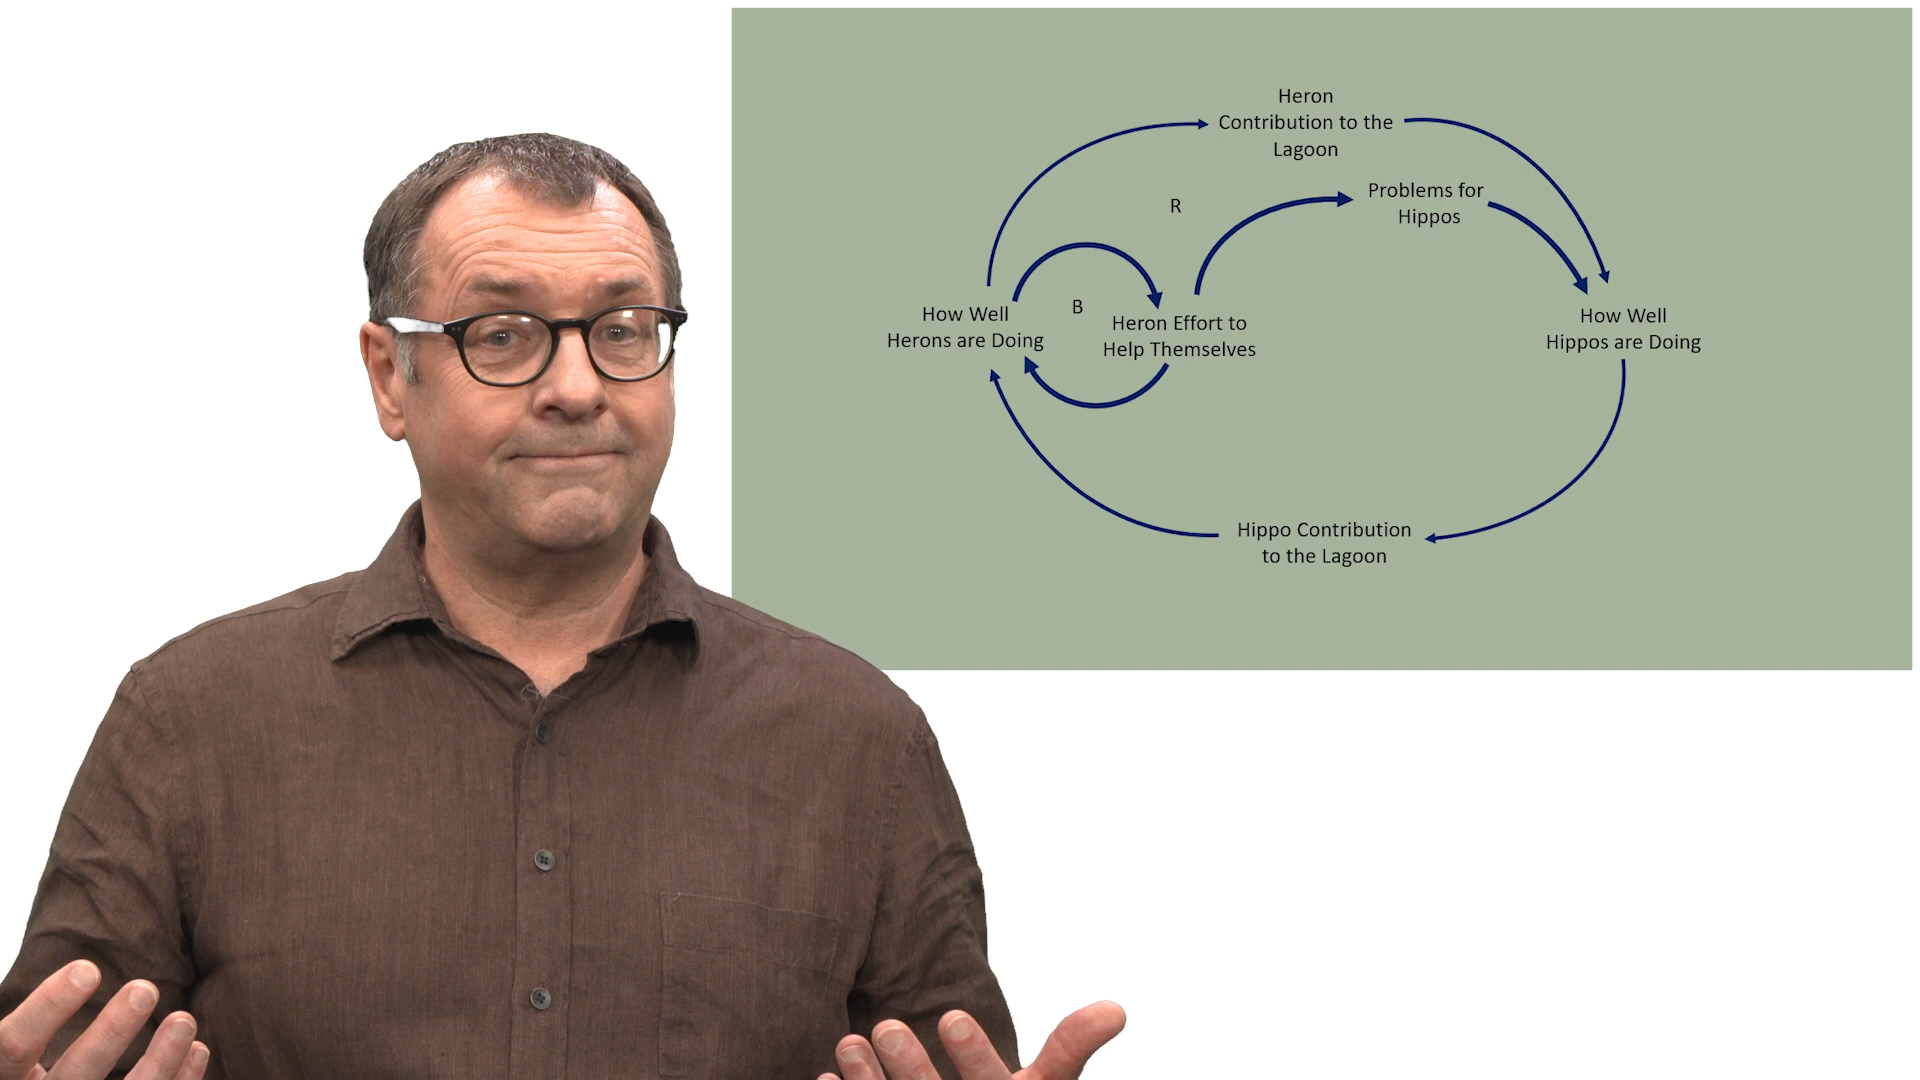 Heron
Contribution to the
Lagoon
Problems for
Hippos
R
B
How Well
Herons are Doing
Heron Effort to
Help Themselves
How Well
Hippos are Doing
Hippo Contribution
to the Lagoon